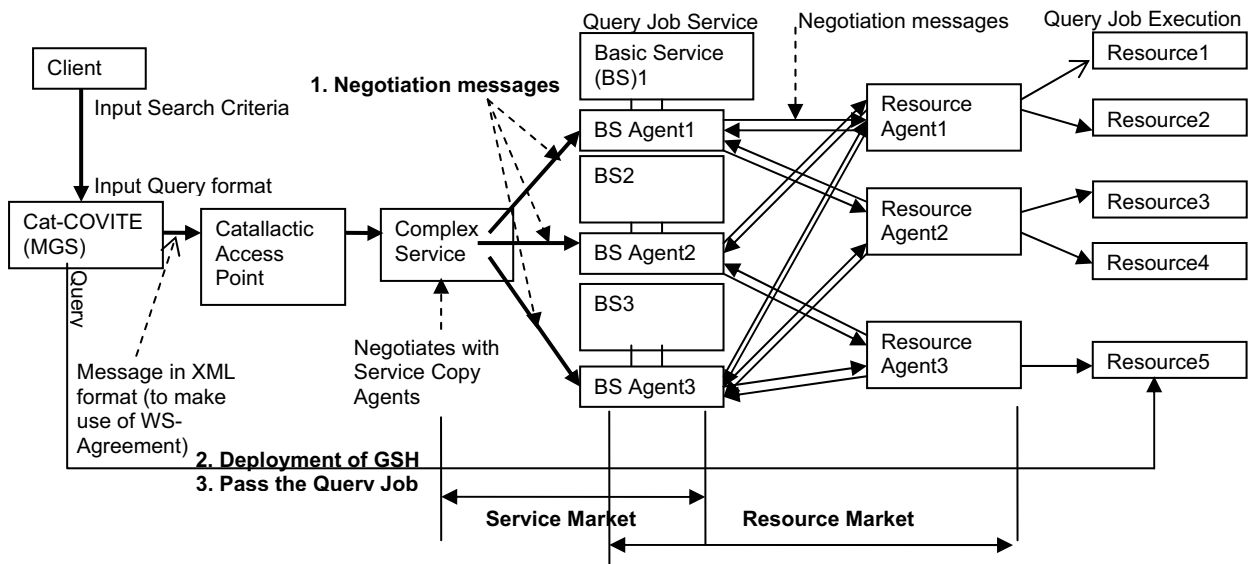 Query Job Service
Negotiation messages
Query Job Execution
Client
Input Search Criteria
1. Negotiation messages
Basic Service
(BS)1
BS Agent1
BS2
BS Agent2
BS3
BS Agent3
Resource
Agent1
Resource
Agent2
Resource
Agent3
Resource1
Resource2
Resource3
Resource4
Resource5
Input Query format
Cat-COVITE
(MGS)
Catallactic
Access
Point
Complex
Service
Query
Message in XML
format (to make
use of WS-
Agreement)
Negotiates with
Service Copy
Agents
2. Deployment of GSH
3. Pass the Query Job
Service Market
Resource Market